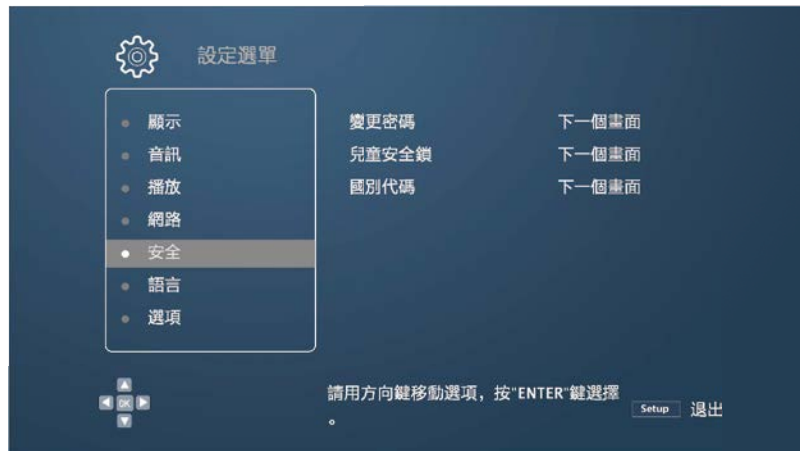 設定選單
顯示
音訊
播放
網路
安全
語言
選項
變更密碼 下一個畫面
兒童安全鎖 下一個畫面
國別代碼 下一個畫面
OK
請用方向鍵移動選項，按"ENTER"鍵選擇
。
Setup 退出